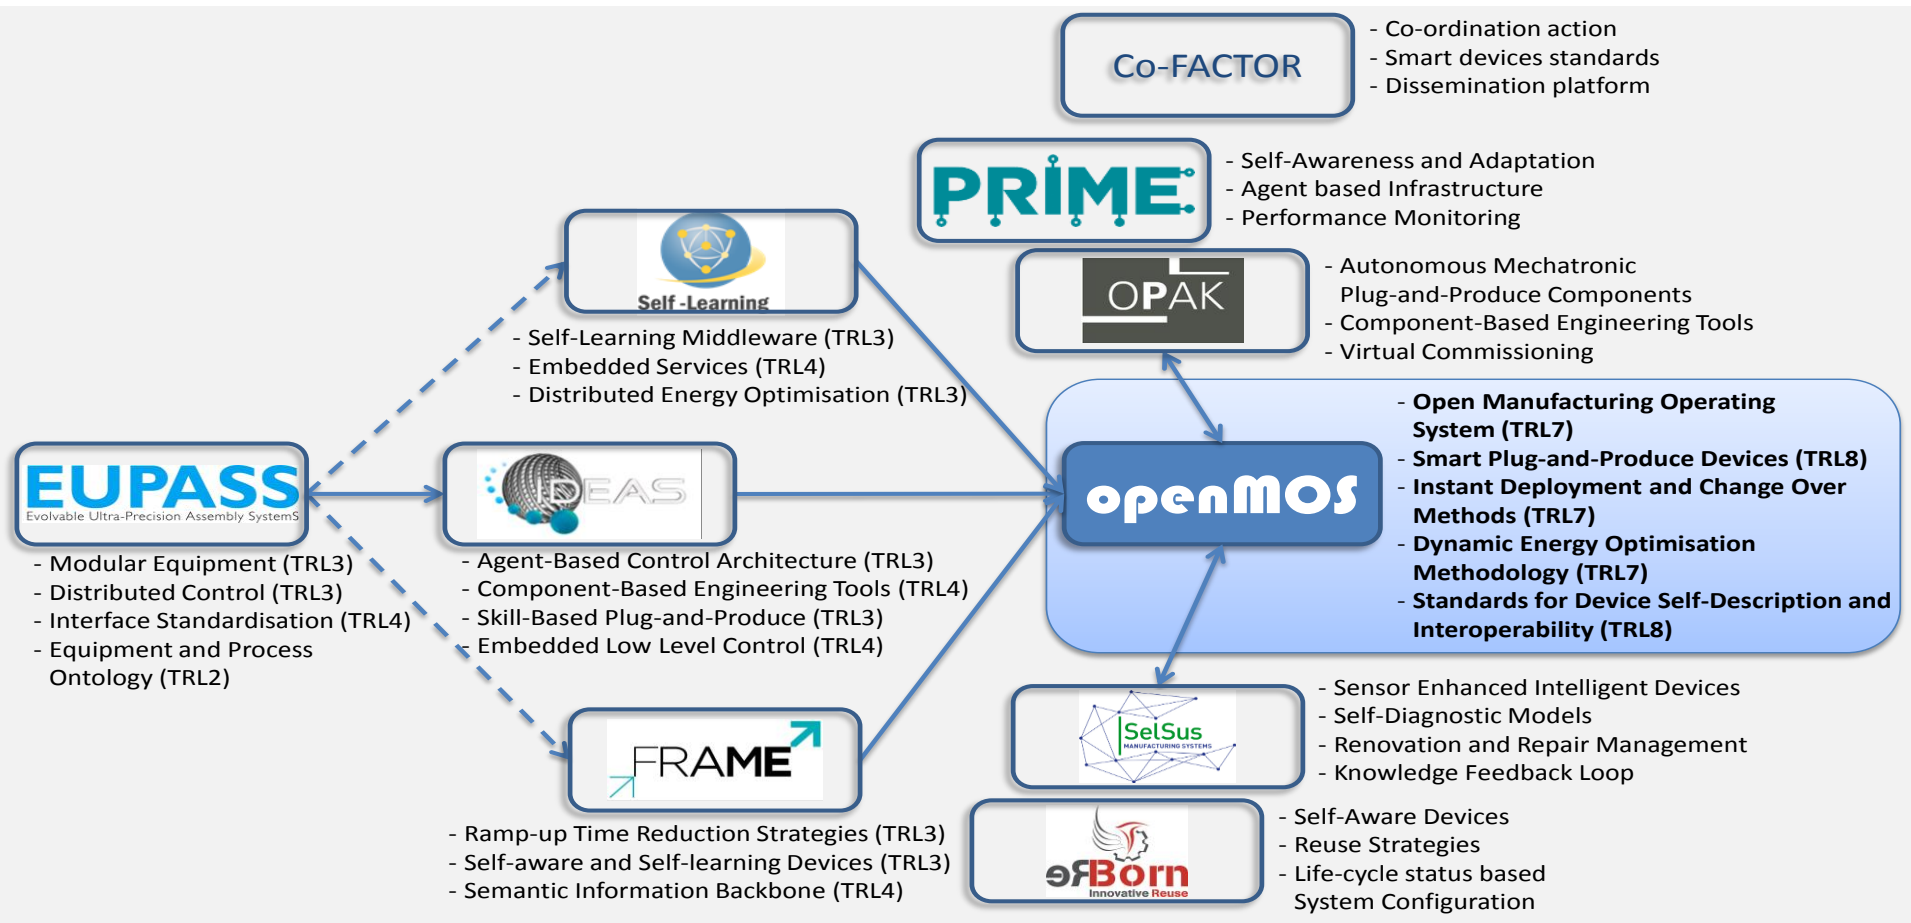 Co-FACTOR
- Co-ordination action
- Smart devices standards
- Dissemination platform
PRIME
- Self-Awareness and Adaptation
- Agent based Infrastructure
- Performance Monitoring
Self-Learning
- Self-Learning Middleware (TRL3)
- Embedded Services (TRL4)
- Distributed Energy Optimisation (TRL3)
OPAK
- Autonomous Mechatronic
Plug-and-Produce Components
- Component-Based Engineering Tools
- Virtual Commissioning
EUPASS
Evolvable Ultra-Precision Assembly SystemS
- Modular Equipment (TRL3)
- Distributed Control (TRL3)
- Interface Standardisation (TRL4)
- Equipment and Process
Ontology (TRL2)
IDEAS
- Agent-Based Control Architecture (TRL3)
- Component-Based Engineering Tools (TRL4)
- Skill-Based Plug-and-Produce (TRL3)
- Embedded Low Level Control (TRL4)
openMOS
- Open Manufacturing Operating
System (TRL7)
- Smart Plug-and-Produce Devices (TRL8)
- Instant Deployment and Change Over
Methods (TRL7)
- Dynamic Energy Optimisation
Methodology (TRL7)
- Standards for Device Self-Description and
Interoperability (TRL8)
FRAME
- Ramp-up Time Reduction Strategies (TRL3)
- Self-aware and Self-learning Devices (TRL3)
- Semantic Information Backbone (TRL4)
SelSus
MANUFACTURING SYSTEMS
- Sensor Enhanced Intelligent Devices
- Self-Diagnostic Models
- Renovation and Repair Management
- Knowledge Feedback Loop
reBorn
Innovative Reuse
- Self-Aware Devices
- Reuse Strategies
- Life-cycle status based
System Configuration